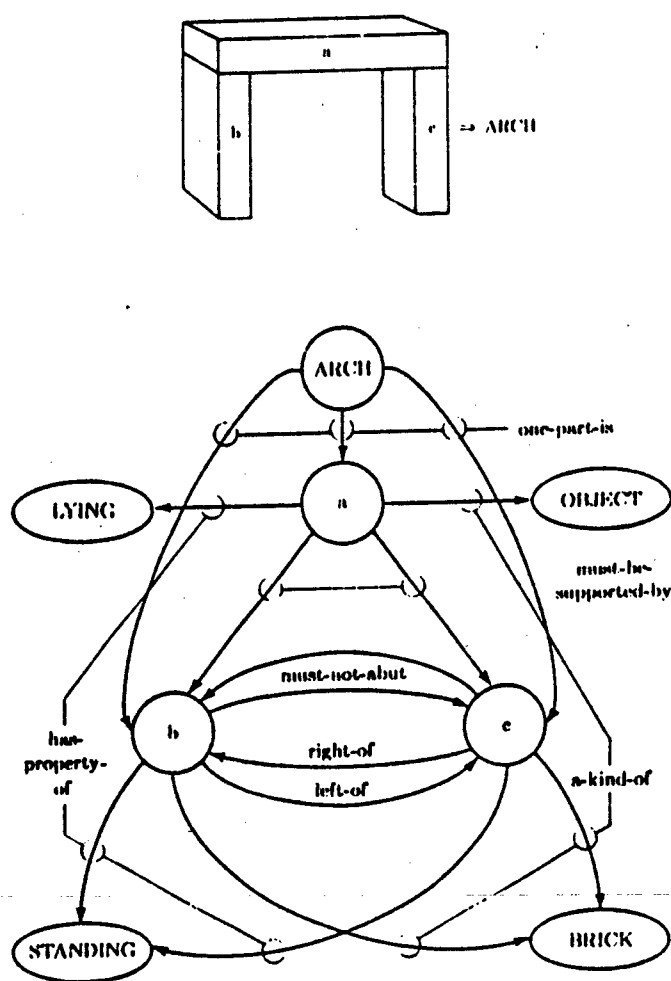 a
b
c ⇒ ARCH
ARCH
one-part-is
LYING
a
OBJECT
must-be-
supported-by
must-not-abut
b
c
right-of
left-of
has-
property-
of
a-kind-of
STANDING
BRICK